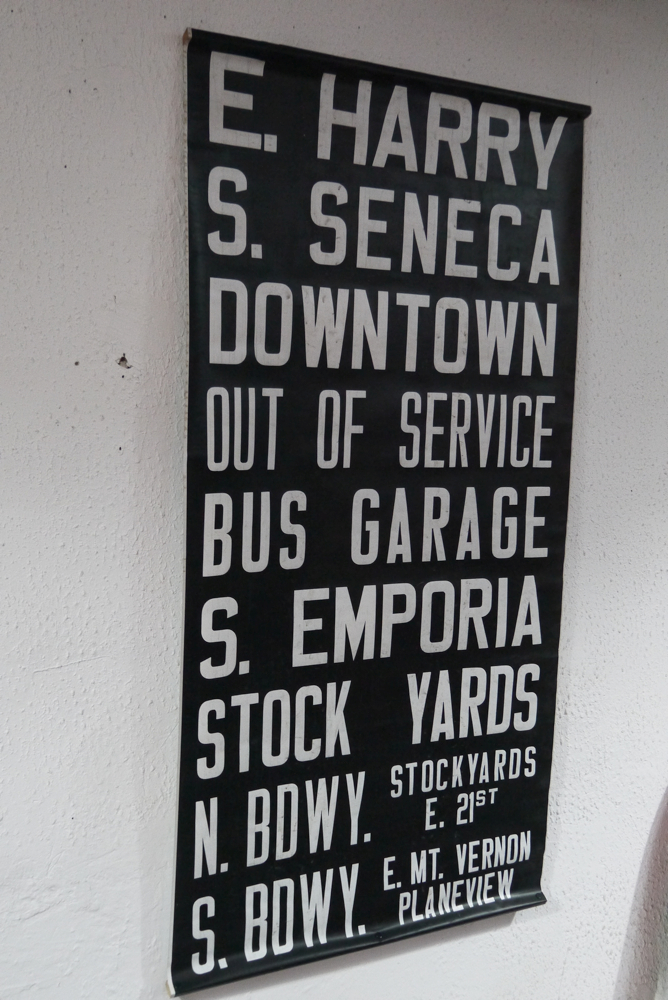 E. HARRY
S. SENECA
DOWNTOWN
OUT OF SERVICE
BUS GARAGE
S. EMPORIA
STOCK YARDS
N. BDWY. STOCKYARDS
E. 21ST
S. BDWY. E. MT. VERNON
PLANEVIEW